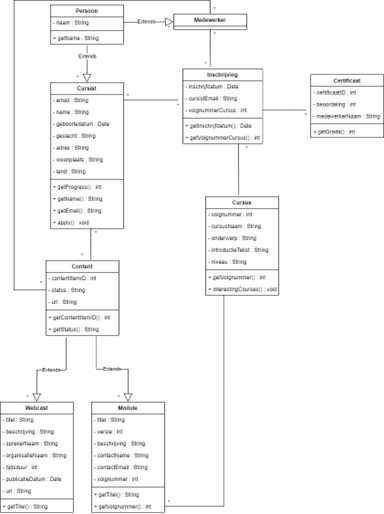 Persoon
- naam : String
+ getName : String
Extends
Medewerker
Extends
Cursist
- email : String
- name : String
- geboortedatum : Date
- geslacht : String
- adres : String
- woonplaats : String
- land : String
+ getProgress() : int
+ getName() : String
+ getEmail() : String
+ apply() : void
Inschrijving
- inschrijfdatum : Date
- cursistEmail : String
- volgnummerCursus : int
+ getInschrijfdatum() : Date
+ getVolgnummerCursus() : int
Certificaat
- certificaatID : int
- beoordeling : int
- medewerkerNaam : String
+ getGrade() : int
Cursus
- volgnummer : int
- cursusNaam : String
- onderwerp : String
- introductieTekst : String
- niveau : String
+ getVolgnummer() : int
+ interestingCourses() : void
Content
- contentItemID : int
- status : String
- url : String
+ getContentItemID() : int
+ getStatus() : String
Extends
Extends
Webcast
- titel : String
- beschrijving : String
- sprekerNaam : String
- organisatieNaam : String
- tijdsduur : int
- publicatieDatum : Date
- url : String
+ getTitel() : String
Module
- titel : String
- versie : int
- beschrijving : String
- contactName : String
- contactEmail : String
- volgnummer : int
+ getTitel() : String
+ getVolgnummer() : int